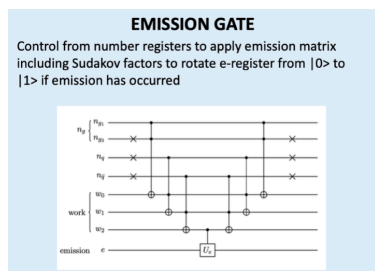 EMISSION GATE
Control from number registers to apply emission matrix
including Sudakov factors to rotate e-register from |0> to
|1> if emission has occurred
n_{g_1}
n_g
n_{g_2}
n_q
n_{\bar{q}}
w_0
work w_1
w_2
emission e U_e